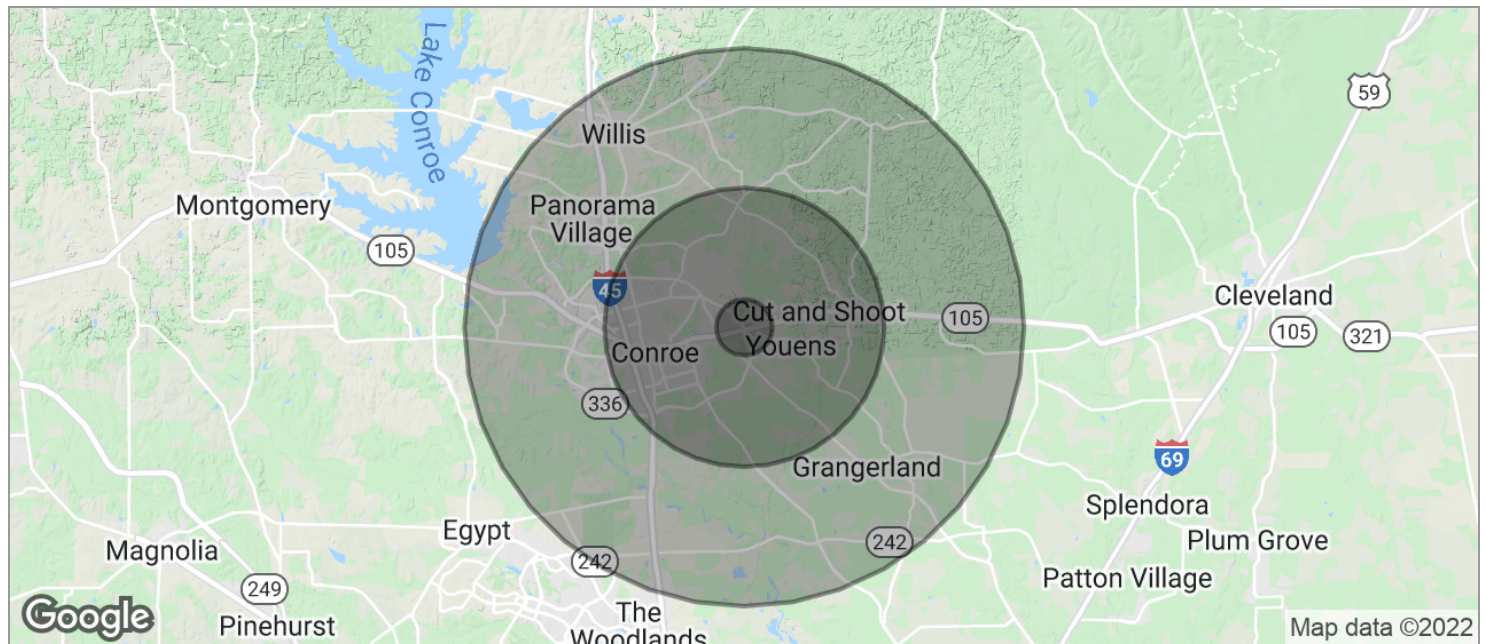 Lake Conroe
59
Willis
Montgomery
Panorama
Village
105
45
Cut and Shoot
105
Cleveland
105
321
Conroe
Youens
336
Grangerland
69
Splendora
Egypt
Magnolia
242
242
Plum Grove
Patton Village
249
Google
Pinehurst
The
Woodlands
Map data ©2022